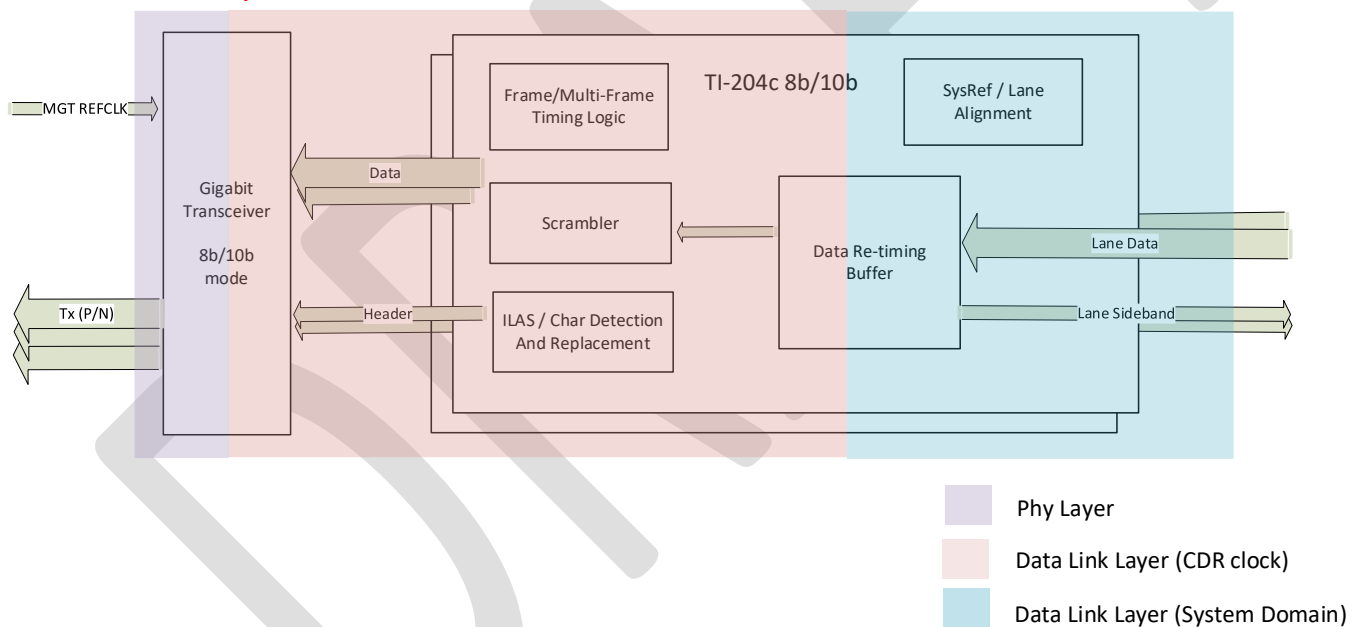 TI-204c 8b/10b
MGT REFCLK
Frame/Multi-Frame
Timing Logic
SysRef / Lane
Alignment
Data
Gigabit
Transceiver
8b/10b
mode
Scrambler
Data Re-timing
Buffer
Lane Data
Tx (P/N)
Header
ILAS / Char Detection
And Replacement
Lane Sideband
Phy Layer
Data Link Layer (CDR clock)
Data Link Layer (System Domain)